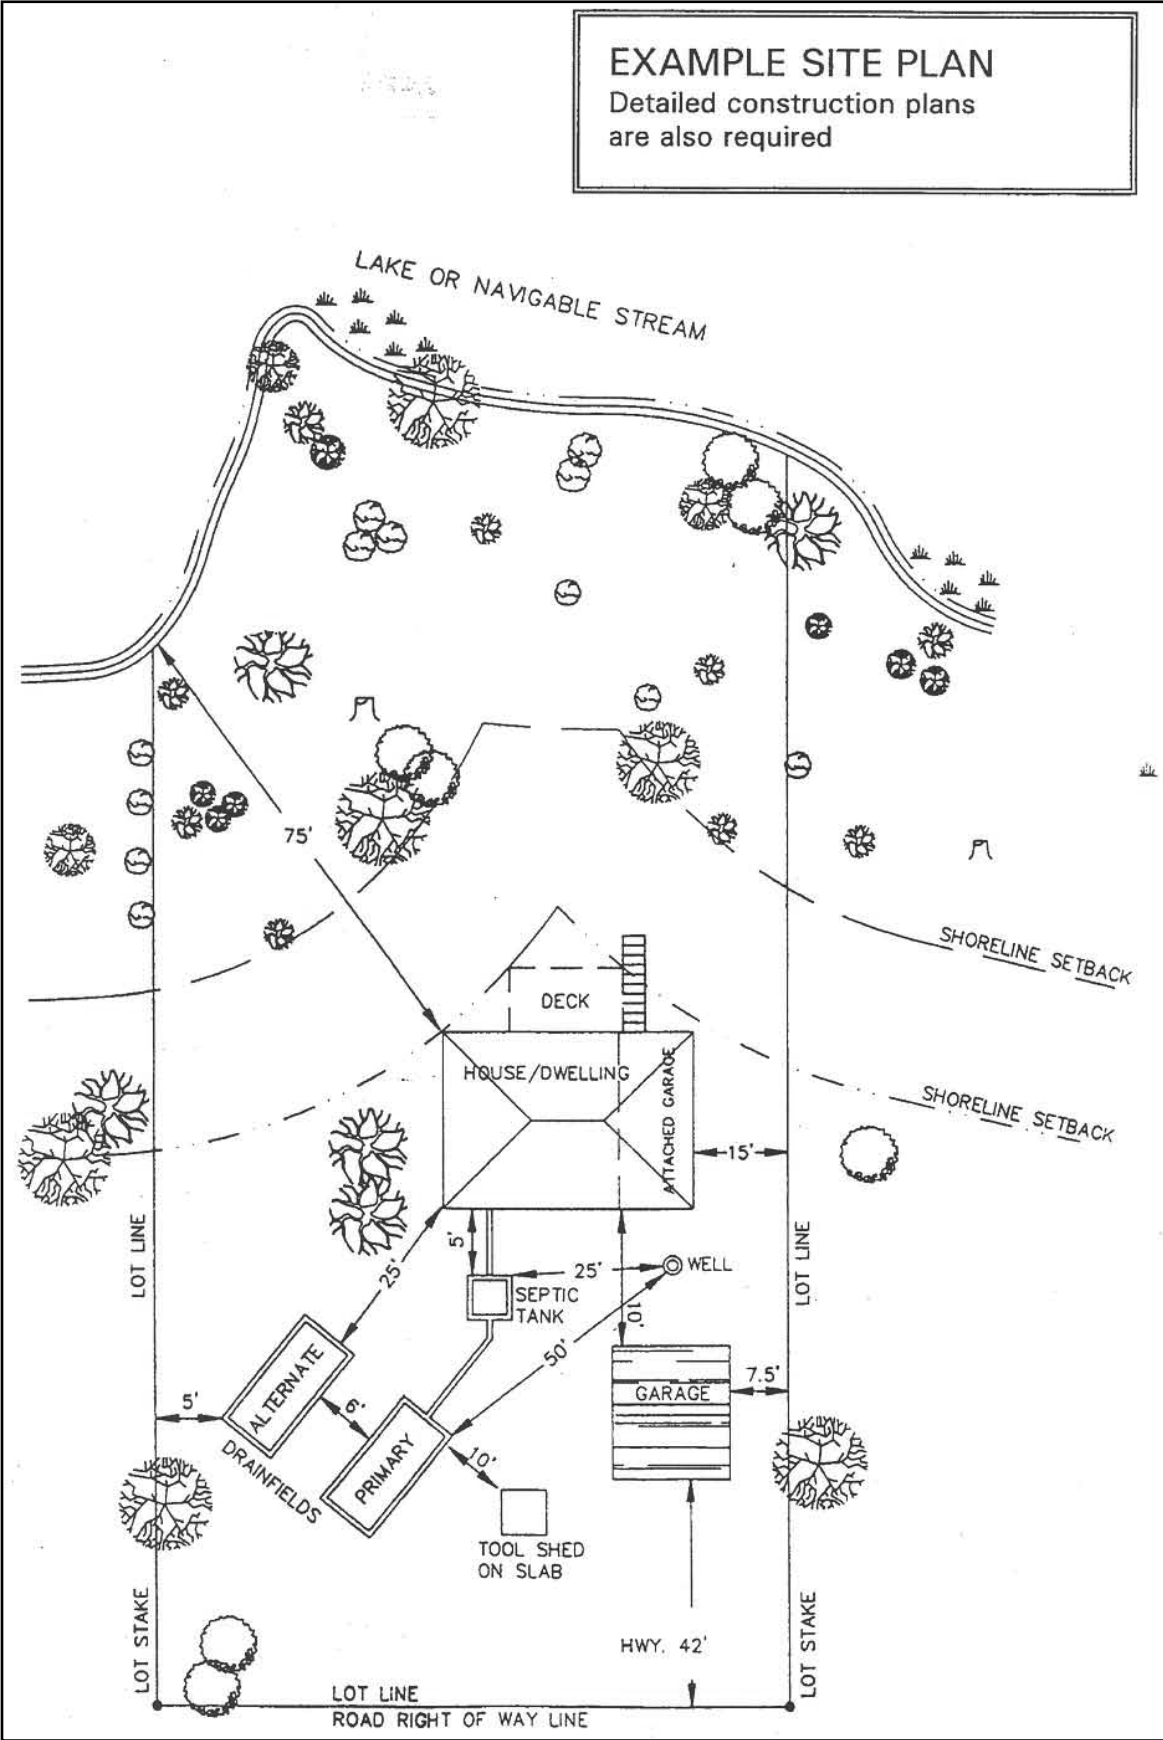 EXAMPLE SITE PLAN
Detailed construction plans
are also required
LAKE OR NAVIGABLE STREAM
75'
SHORELINE SETBACK
DECK
HOUSE/DWELLING
ATTACHED GARAGE
SHORELINE SETBACK
15'
LOT LINE
LOT LINE
5'
25'
25'
WELL
SEPTIC
TANK
10'
50'
ALTERNATE
5'
6'
7.5'
GARAGE
DRAINFIELDS
PRIMARY
10'
TOOL SHED
ON SLAB
LOT STAKE
HWY. 42'
LOT STAKE
LOT LINE
ROAD RIGHT OF WAY LINE